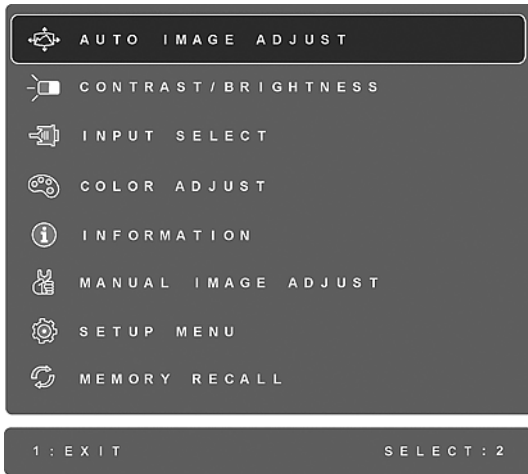 AUTO IMAGE ADJUST
CONTRAST/BRIGHTNESS
INPUT SELECT
COLOR ADJUST
INFORMATION
MANUAL IMAGE ADJUST
SETUP MENU
MEMORY RECALL
1:EXIT SELECT:2